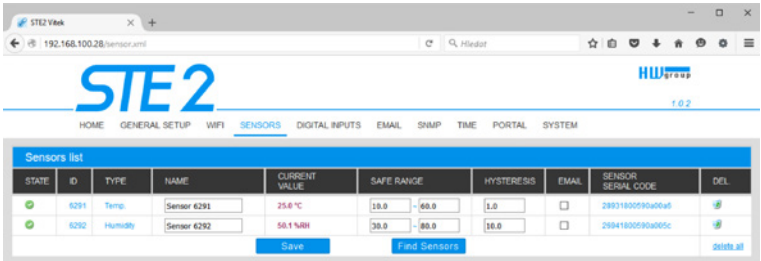 STE2 Vitek
192.168.100.28/sensor.xml
Hledat
STE2
HWgroup
1.0.2
HOME GENERAL SETUP WIFI SENSORS DIGITAL INPUTS EMAIL SNMP TIME PORTAL SYSTEM
Sensors list
STATE ID TYPE NAME CURRENT VALUE SAFE RANGE HYSTERESIS EMAIL SENSOR SERIAL CODE DEL.
6291 Temp. Sensor 6291 25.0 °C 10.0 - 60.0 1.0 28931800590a00a6
6292 Humidity Sensor 6292 50.1 %RH 30.0 - 80.0 10.0 28941800590a005c
Save Find Sensors delete all